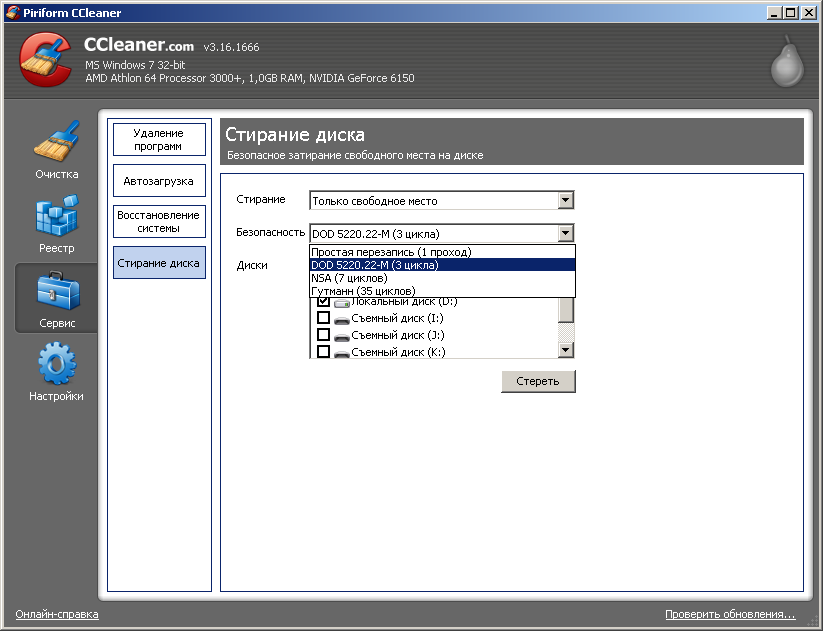 Piriform CCleaner
CCleaner.com v3.16.1666
MS Windows 7 32-bit
AMD Athlon 64 Processor 3000+, 1,0GB RAM, NVIDIA GeForce 6150
Очистка
Реестр
Сервис
Настройки
Удаление
программ
Автозагрузка
Восстановление
системы
Стирание диска
Стирание диска
Безопасное затирание свободного места на диске
Стирание Только свободное место
Безопасность DOD 5220.22-M (3 цикла)
Простая перезапись (1 проход)
DOD 5220.22-M (3 цикла)
NSA (7 циклов)
Гутманн (35 циклов)
Диски
Локальный диск (D:)
Съемный диск (I:)
Съемный диск (J:)
Съемный диск (K:)
Стереть
Онлайн-справка
Проверить обновления...